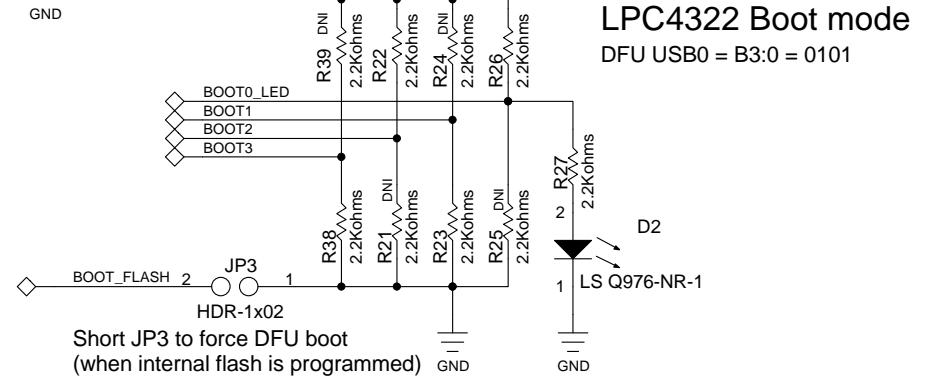 GND
LPC4322 Boot mode
DFU USB0 = B3:0 = 0101
R39 DNI 2.2Kohms
R22 2.2Kohms
R24 DNI 2.2Kohms
R26 2.2Kohms
BOOT0_LED
BOOT1
BOOT2
BOOT3
R27 2.2Kohms
R38 2.2Kohms
R21 DNI 2.2Kohms
R23 2.2Kohms
R25 DNI 2.2Kohms
2
D2
1
LS Q976-NR-1
BOOT_FLASH 2 JP3 1
HDR-1x02
Short JP3 to force DFU boot
(when internal flash is programmed)
GND
GND